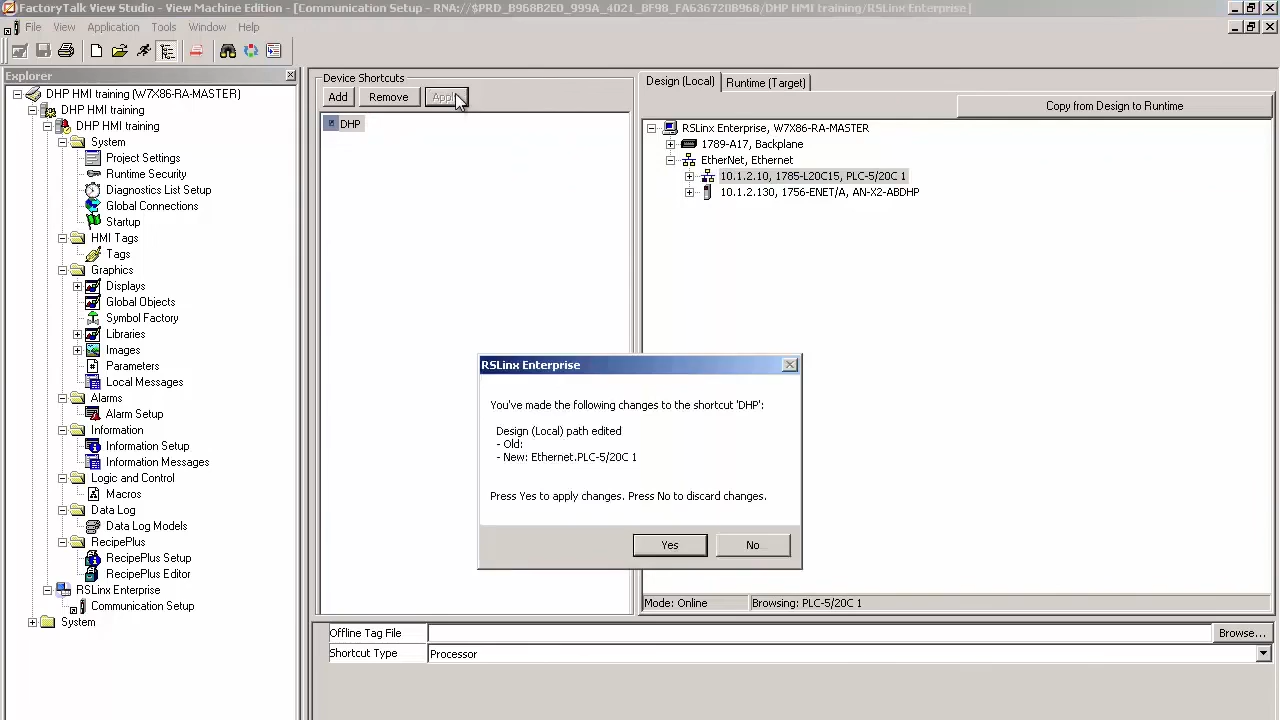 FactoryTalk View Studio - View Machine Edition - [Communication Setup - RNA://$PRD_B968B2E0_999A_4021_BF98_FA636720B968/DHP HMI training/RSLinx Enterprise]
File View Application Tools Window Help
Explorer
DHP HMI training (W7X86-RA-MASTER)
DHP HMI training
DHP HMI training
System
Project Settings
Runtime Security
Diagnostics List Setup
Global Connections
Startup
HMI Tags
Tags
Graphics
Displays
Global Objects
Symbol Factory
Libraries
Images
Parameters
Local Messages
Alarms
Alarm Setup
Information
Information Setup
Information Messages
Logic and Control
Macros
Data Log
Data Log Models
RecipePlus
RecipePlus Setup
RecipePlus Editor
RSLinx Enterprise
Communication Setup
System
Device Shortcuts
Add Remove Apply
DHP
Design (Local) Runtime (Target)
Copy from Design to Runtime
RSLinx Enterprise, W7X86-RA-MASTER
1789-A17, Backplane
EtherNet, Ethernet
10.1.2.10, 1785-L20C15, PLC-5/20C 1
10.1.2.130, 1756-ENET/A, AN-X2-ABDHP
RSLinx Enterprise
You've made the following changes to the shortcut 'DHP':
Design (Local) path edited
- Old:
- New: Ethernet.PLC-5/20C 1
Press Yes to apply changes. Press No to discard changes.
Yes No
Mode: Online Browsing: PLC-5/20C 1
Offline Tag File Browse...
Shortcut Type Processor